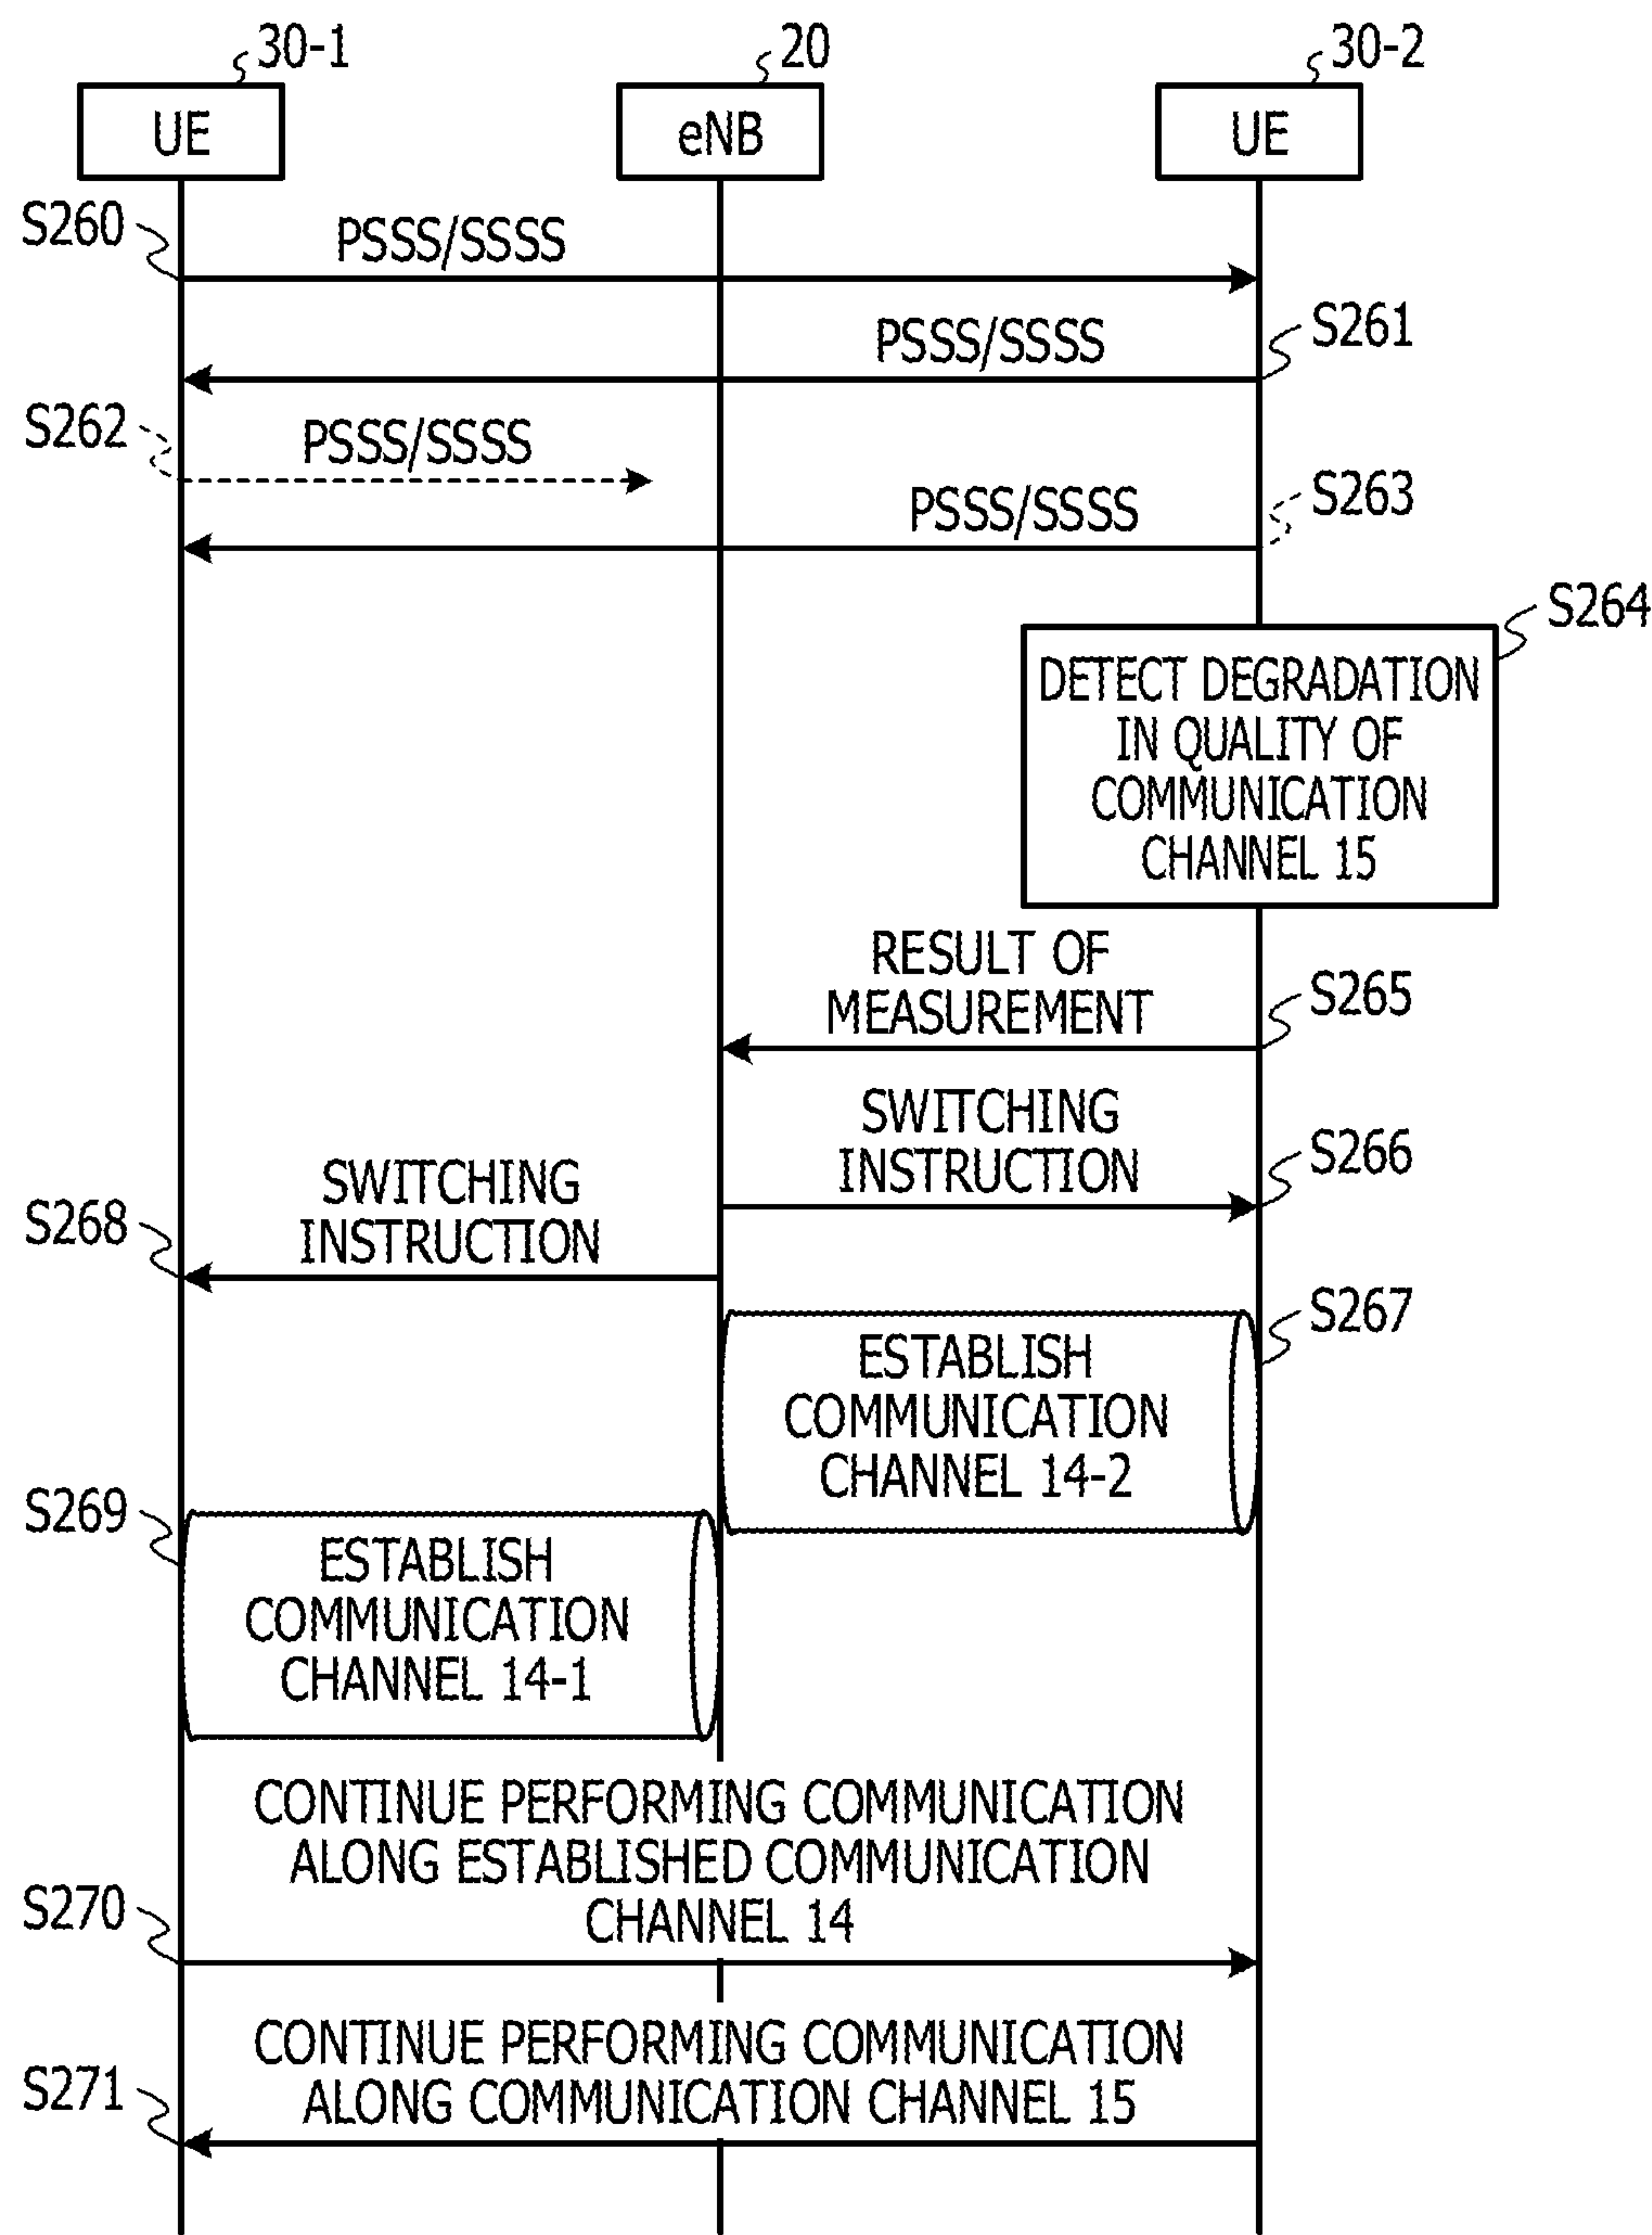 30-1
20
30-2
UE
eNB
UE
S260
PSSS/SSSS
PSSS/SSSS
S261
S262
PSSS/SSSS
PSSS/SSSS
S263
S264
DETECT DEGRADATION
IN QUALITY OF
COMMUNICATION
CHANNEL 15
RESULT OF
MEASUREMENT
S265
SWITCHING
INSTRUCTION
S266
SWITCHING
INSTRUCTION
S268
ESTABLISH
COMMUNICATION
CHANNEL 14-2
S267
S269
ESTABLISH
COMMUNICATION
CHANNEL 14-1
CONTINUE PERFORMING COMMUNICATION
ALONG ESTABLISHED COMMUNICATION
CHANNEL 14
S270
CONTINUE PERFORMING COMMUNICATION
ALONG COMMUNICATION CHANNEL 15
S271